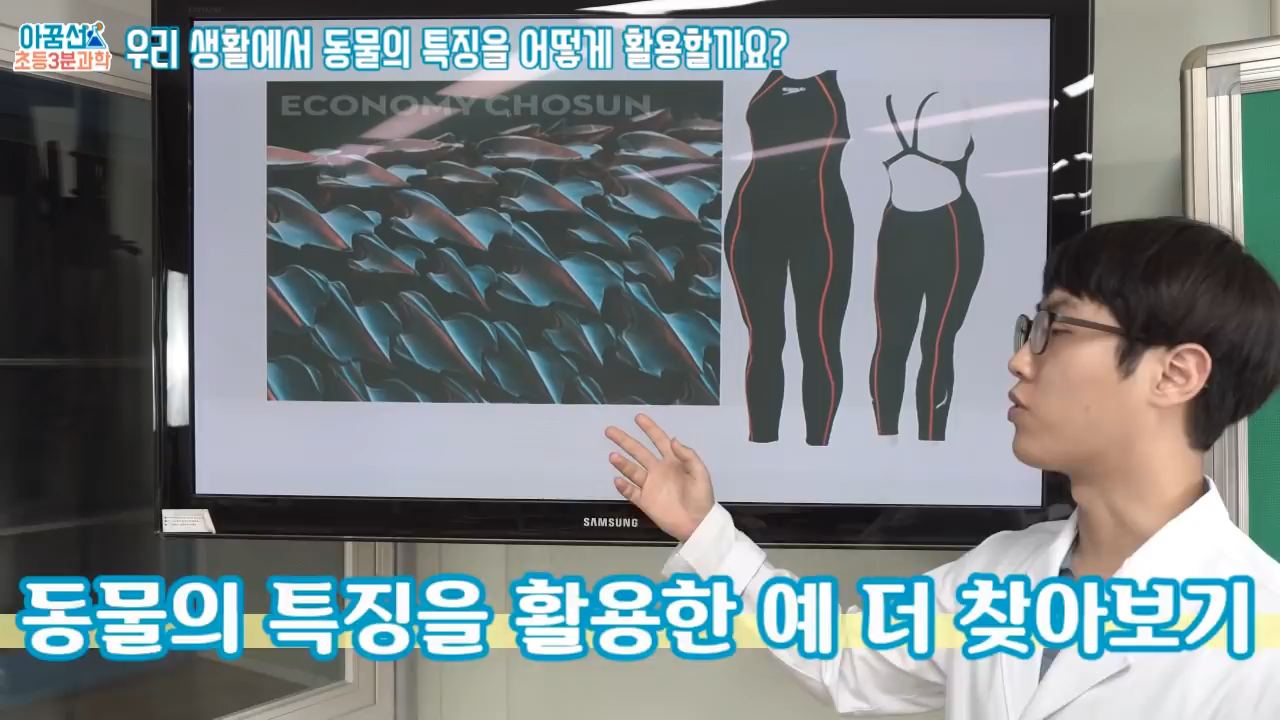 아꿈선
초등3분과학
우리 생활에서 동물의 특징을 어떻게 활용할까요?
ECONOMY CHOSUN
SAMSUNG
동물의 특징을 활용한 예 더 찾아보기